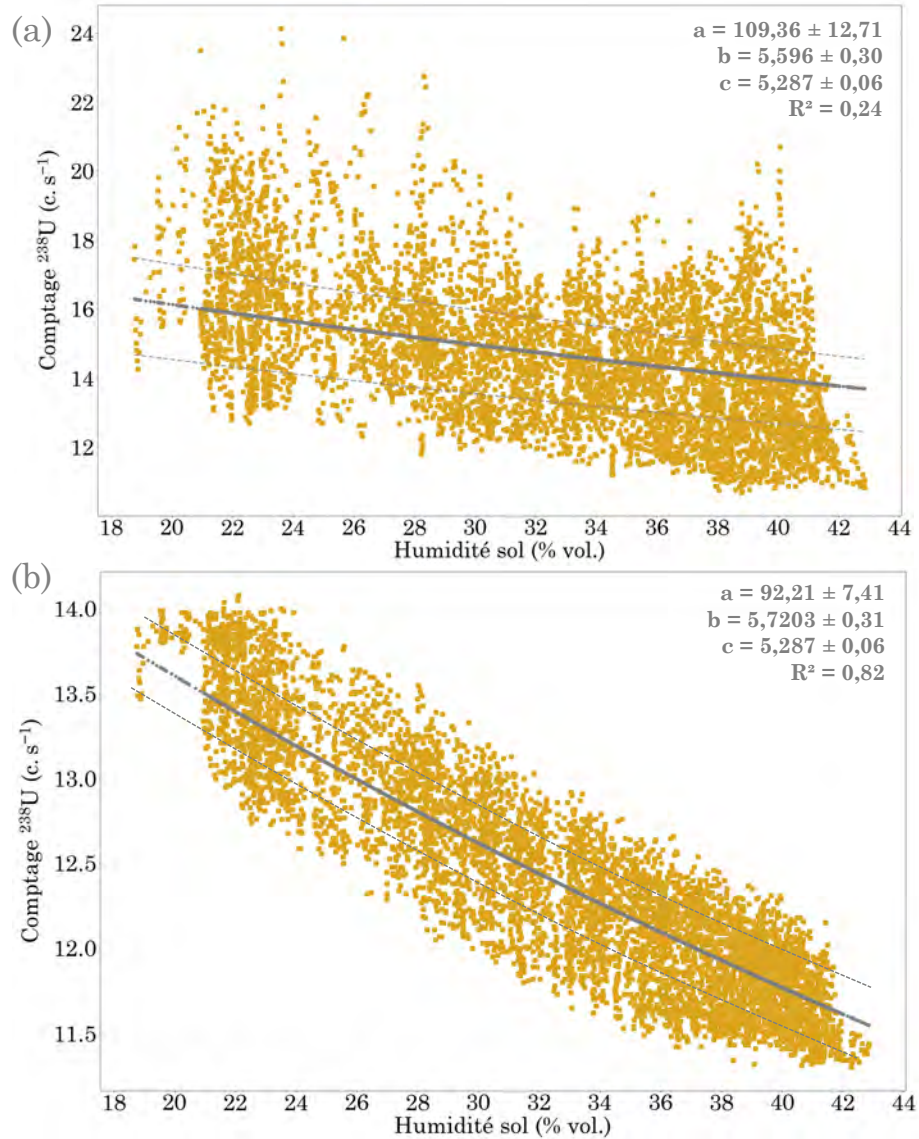 (a)
a = 109,36 ± 12,71
b = 5,596 ± 0,30
c = 5,287 ± 0,06
R² = 0,24
Comptage ²³⁸U (c. s⁻¹)
24
22
20
18
16
14
12
18 20 22 24 26 28 30 32 34 36 38 40 42 44
Humidité sol (% vol.)
(b)
a = 92,21 ± 7,41
b = 5,7203 ± 0,31
c = 5,287 ± 0,06
R² = 0,82
Comptage ²³⁸U (c. s⁻¹)
14.0
13.5
13.0
12.5
12.0
11.5
18 20 22 24 26 28 30 32 34 36 38 40 42 44
Humidité sol (% vol.)